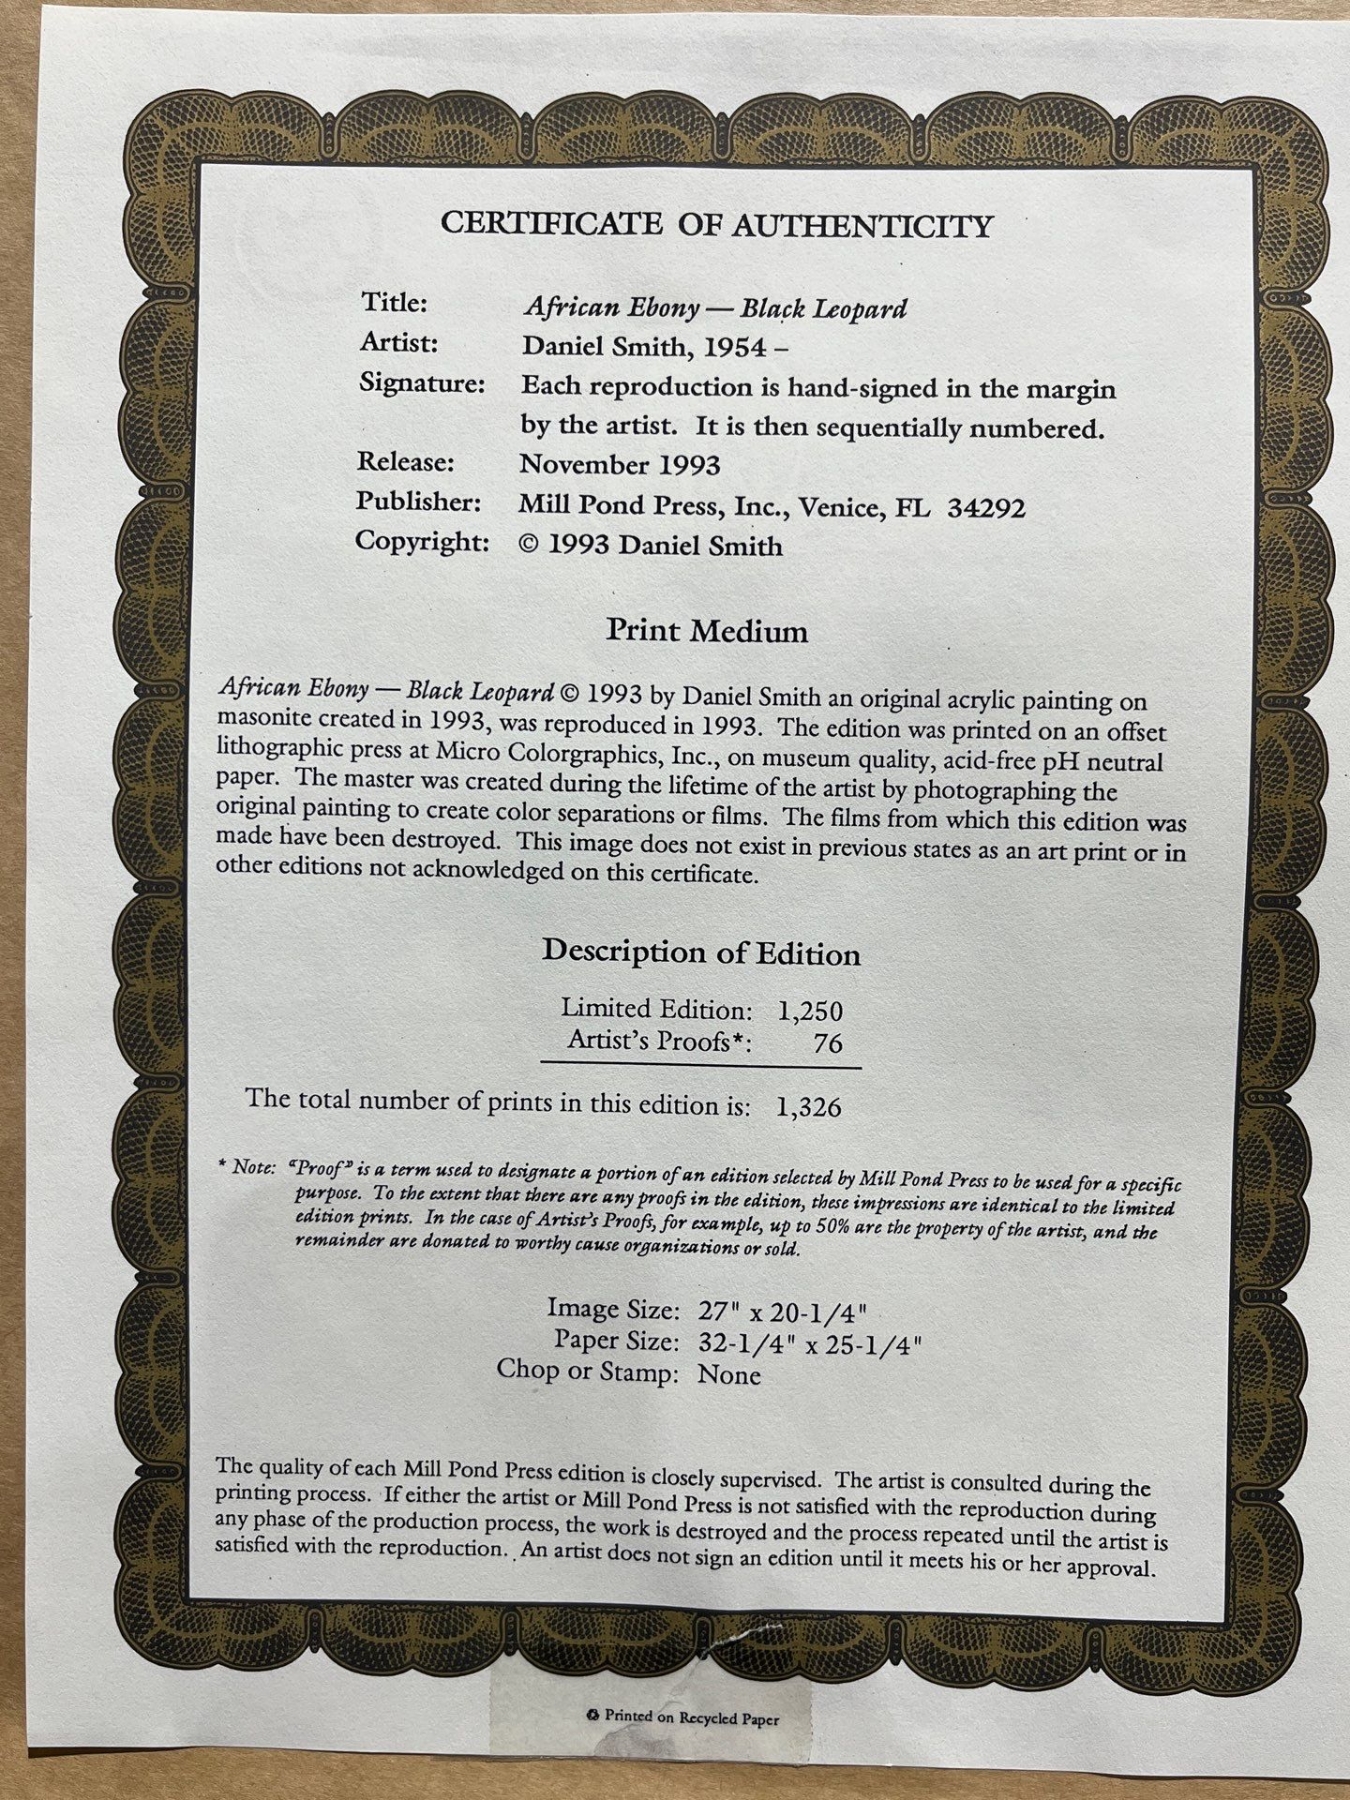 CERTIFICATE OF AUTHENTICITY
Title: African Ebony — Black Leopard
Artist: Daniel Smith, 1954 –
Signature: Each reproduction is hand-signed in the margin
by the artist. It is then sequentially numbered.
Release: November 1993
Publisher: Mill Pond Press, Inc., Venice, FL 34292
Copyright: © 1993 Daniel Smith
Print Medium
African Ebony — Black Leopard © 1993 by Daniel Smith an original acrylic painting on
masonite created in 1993, was reproduced in 1993. The edition was printed on an offset
lithographic press at Micro Colorgraphics, Inc., on museum quality, acid-free pH neutral
paper. The master was created during the lifetime of the artist by photographing the
original painting to create color separations or films. The films from which this edition was
made have been destroyed. This image does not exist in previous states as an art print or in
other editions not acknowledged on this certificate.
Description of Edition
Limited Edition: 1,250
Artist's Proofs*: 76
The total number of prints in this edition is: 1,326
* Note: "Proof" is a term used to designate a portion of an edition selected by Mill Pond Press to be used for a specific
purpose. To the extent that there are any proofs in the edition, these impressions are identical to the limited
edition prints. In the case of Artist's Proofs, for example, up to 50% are the property of the artist, and the
remainder are donated to worthy cause organizations or sold.
Image Size: 27" x 20-1/4"
Paper Size: 32-1/4" x 25-1/4"
Chop or Stamp: None
The quality of each Mill Pond Press edition is closely supervised. The artist is consulted during the
printing process. If either the artist or Mill Pond Press is not satisfied with the reproduction during
any phase of the production process, the work is destroyed and the process repeated until the artist is
satisfied with the reproduction. An artist does not sign an edition until it meets his or her approval.
Printed on Recycled Paper